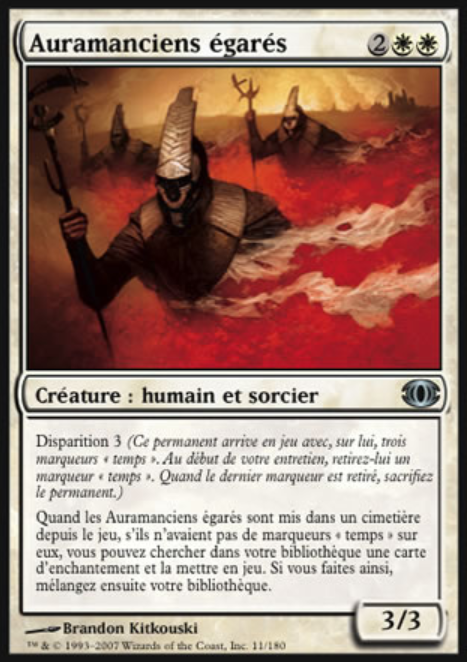 Auramanciens égarés 2
Créature : humain et sorcier
Disparition 3 (Ce permanent arrive en jeu avec, sur lui, trois
marqueurs « temps ». Au début de votre entretien, retirez-lui un
marqueur « temps ». Quand le dernier marqueur est retiré, sacrifiez
le permanent.)
Quand les Auramanciens égarés sont mis dans un cimetière
depuis le jeu, s'ils n'avaient pas de marqueurs « temps » sur
eux, vous pouvez chercher dans votre bibliothèque une carte
d'enchantement et la mettre en jeu. Si vous faites ainsi,
mélangez ensuite votre bibliothèque.
3/3
Brandon Kitkouski
™ & © 1993–2007 Wizards of the Coast, Inc. 11/180